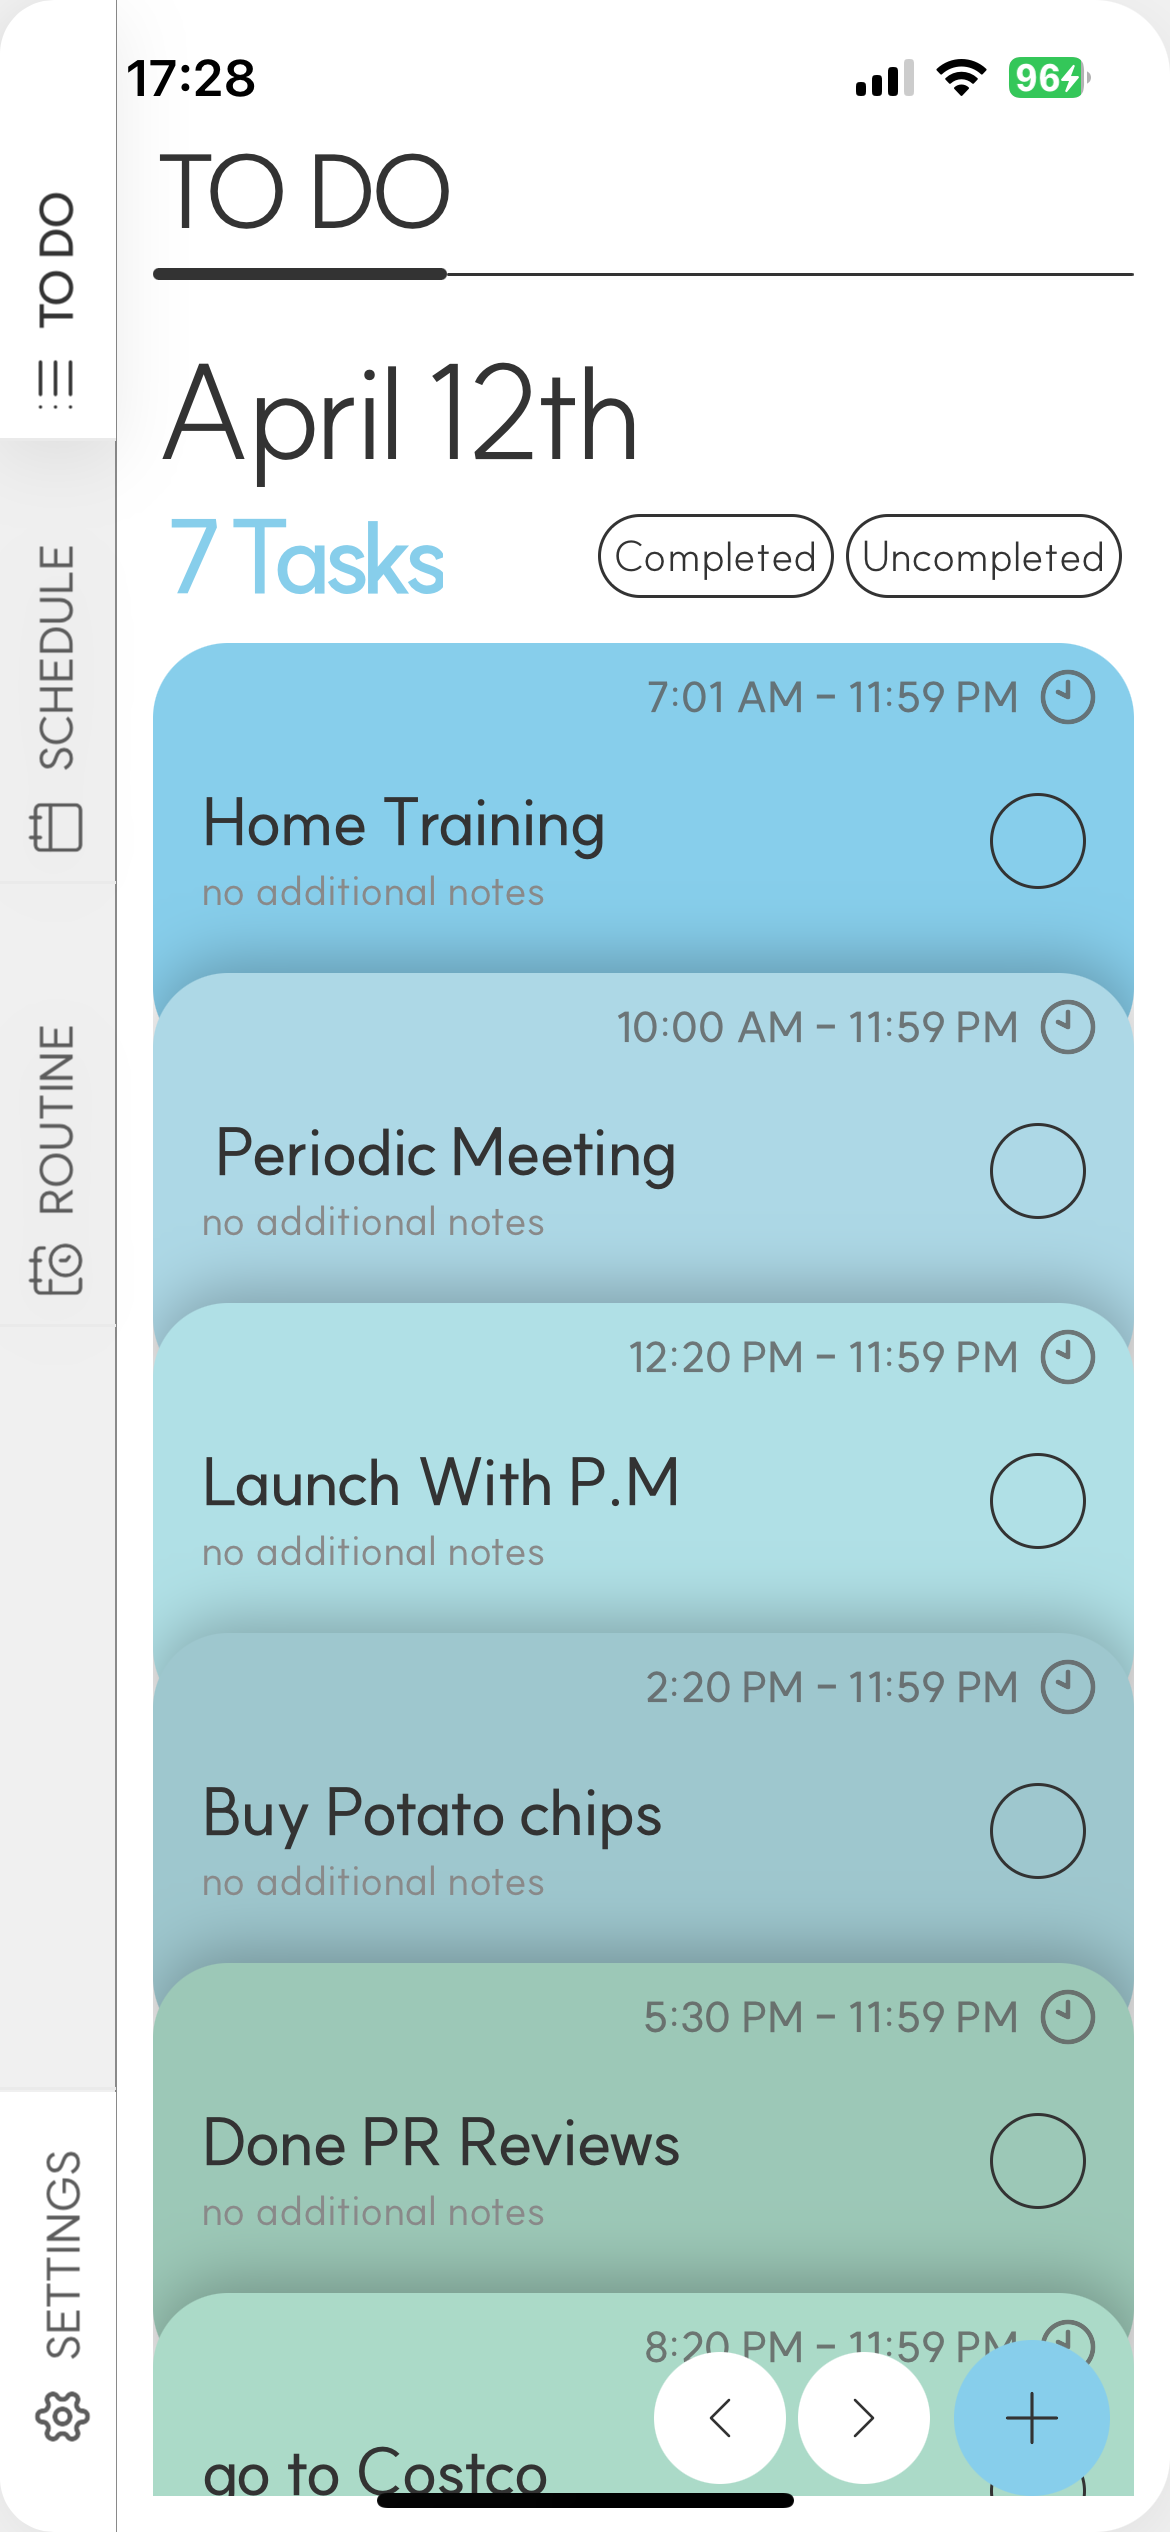 17:28
96
TO DO
TO DO
SCHEDULE
ROUTINE
SETTINGS
April 12th
7 Tasks
Completed
Uncompleted
7:01 AM - 11:59 PM
Home Training
no additional notes
10:00 AM - 11:59 PM
Periodic Meeting
no additional notes
12:20 PM - 11:59 PM
Launch With P.M
no additional notes
2:20 PM - 11:59 PM
Buy Potato chips
no additional notes
5:30 PM - 11:59 PM
Done PR Reviews
no additional notes
8:20 PM - 11:59 PM
go to Costco